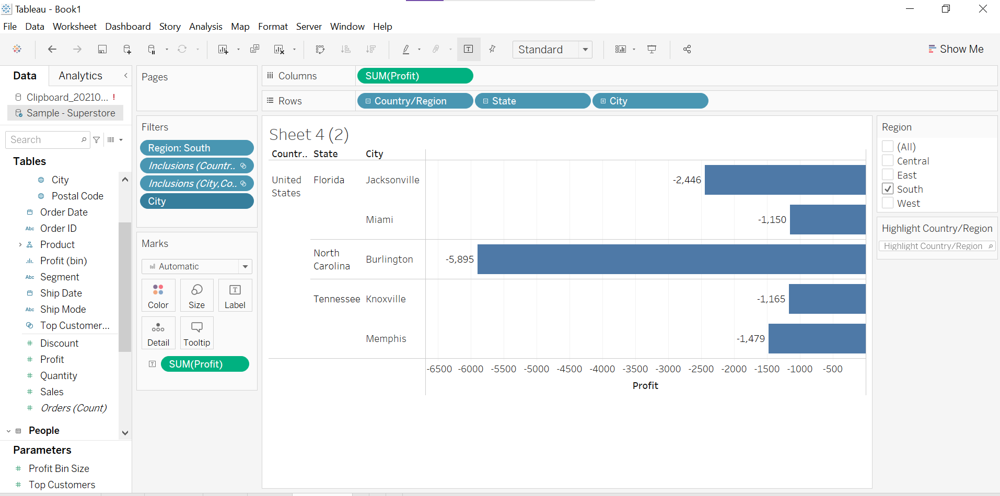 Tableau - Book1
File Data Worksheet Dashboard Story Analysis Map Format Server Window Help
Standard
Show Me
Data Analytics
Clipboard_20210... !
Sample - Superstore
Search
Tables
City
Postal Code
Order Date
Abc Order ID
Product
Profit (bin)
Abc Segment
Ship Date
Abc Ship Mode
Top Customer...
# Discount
# Profit
# Quantity
# Sales
# Orders (Count)
People
Parameters
# Profit Bin Size
# Top Customers
Pages
Filters
Region: South
Inclusions (Countr..
Inclusions (City,Co..
City
Marks
Automatic
Color Size Label
Detail Tooltip
SUM(Profit)
Columns SUM(Profit)
Rows Country/Region State City
Sheet 4 (2)
Countr.. State City
United States Florida Jacksonville -2,446
Miami -1,150
North Carolina Burlington -5,895
Tennessee Knoxville -1,165
Memphis -1,479
-6500 -6000 -5500 -5000 -4500 -4000 -3500 -3000 -2500 -2000 -1500 -1000 -500
Profit
Region
(All)
Central
East
South
West
Highlight Country/Region
Highlight Country/Region